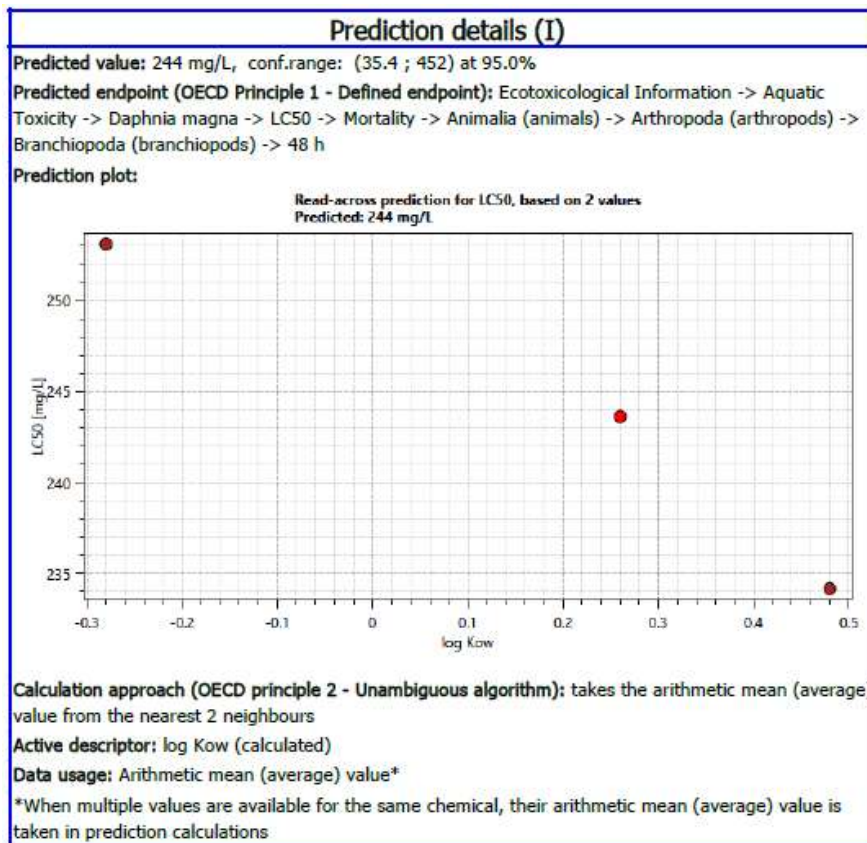 Prediction details (I)
Predicted value: 244 mg/L,  conf.range:  (35.4 ; 452) at 95.0%
Predicted endpoint (OECD Principle 1 - Defined endpoint): Ecotoxicological Information -> Aquatic
Toxicity -> Daphnia magna -> LC50 -> Mortality -> Animalia (animals) -> Arthropoda (arthropods) ->
Branchiopoda (branchiopods) -> 48 h
Prediction plot:
Read-across prediction for LC50, based on 2 values
Predicted: 244 mg/L
250
245
240
235
LC50 [mg/L]
-0.3 -0.2 -0.1 0 0.1 0.2 0.3 0.4 0.5
log Kow
Calculation approach (OECD principle 2 - Unambiguous algorithm): takes the arithmetic mean (average)
value from the nearest 2 neighbours
Active descriptor: log Kow (calculated)
Data usage: Arithmetic mean (average) value*
*When multiple values are available for the same chemical, their arithmetic mean (average) value is
taken in prediction calculations